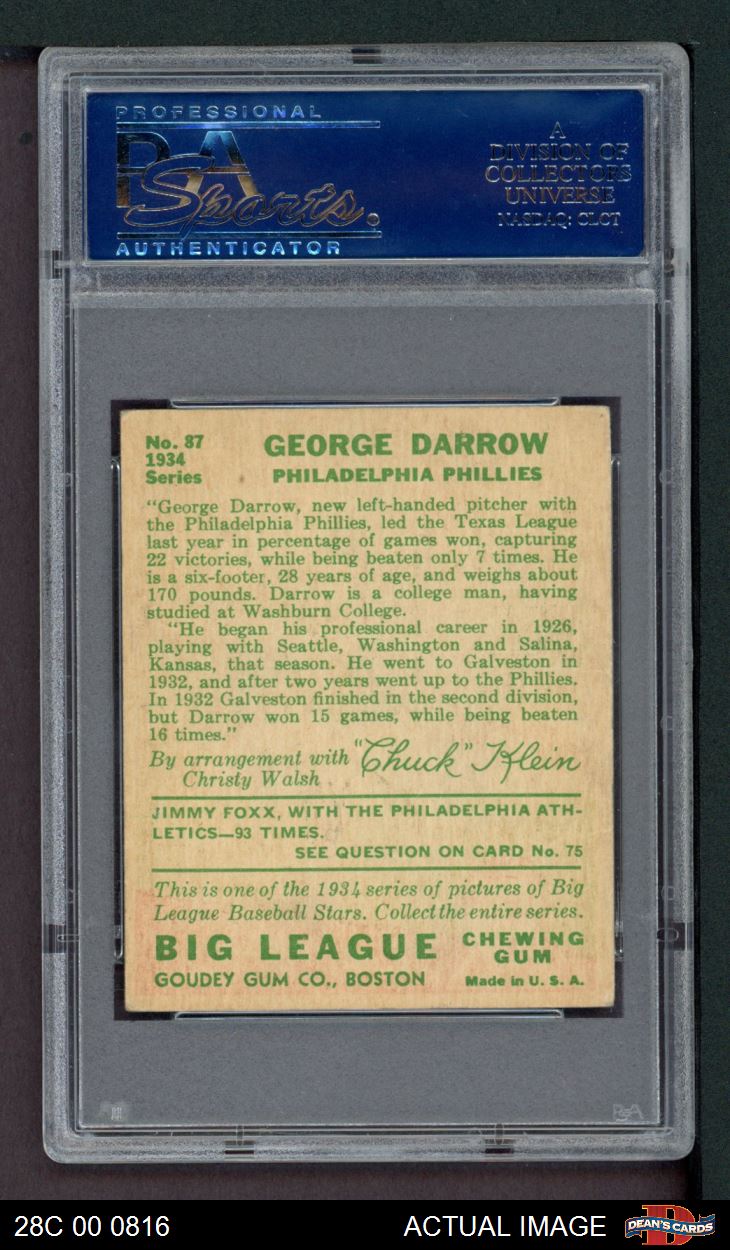 PROFESSIONAL
PSA
Sports
AUTHENTICATOR
A
DIVISION OF
COLLECTORS
UNIVERSE
NASDAQ: CLCT
No. 87
1934
Series
GEORGE DARROW
PHILADELPHIA PHILLIES
"George Darrow, new left-handed pitcher with
the Philadelphia Phillies, led the Texas League
last year in percentage of games won, capturing
22 victories, while being beaten only 7 times. He
is a six-footer, 28 years of age, and weighs about
170 pounds. Darrow is a college man, having
studied at Washburn College.
"He began his professional career in 1926,
playing with Seattle, Washington and Salina,
Kansas, that season. He went to Galveston in
1932, and after two years went up to the Phillies.
In 1932 Galveston finished in the second division,
but Darrow won 15 games, while being beaten
16 times."
By arrangement with "Chuck" Klein
Christy Walsh
JIMMY FOXX, WITH THE PHILADELPHIA ATH-
LETICS—93 TIMES.
SEE QUESTION ON CARD No. 75
This is one of the 1934 series of pictures of Big
League Baseball Stars. Collect the entire series.
BIG LEAGUE CHEWING
GUM
GOUDEY GUM CO., BOSTON Made in U. S. A.
PSA
28C 00 0816 ACTUAL IMAGE DEAN'S CARDS